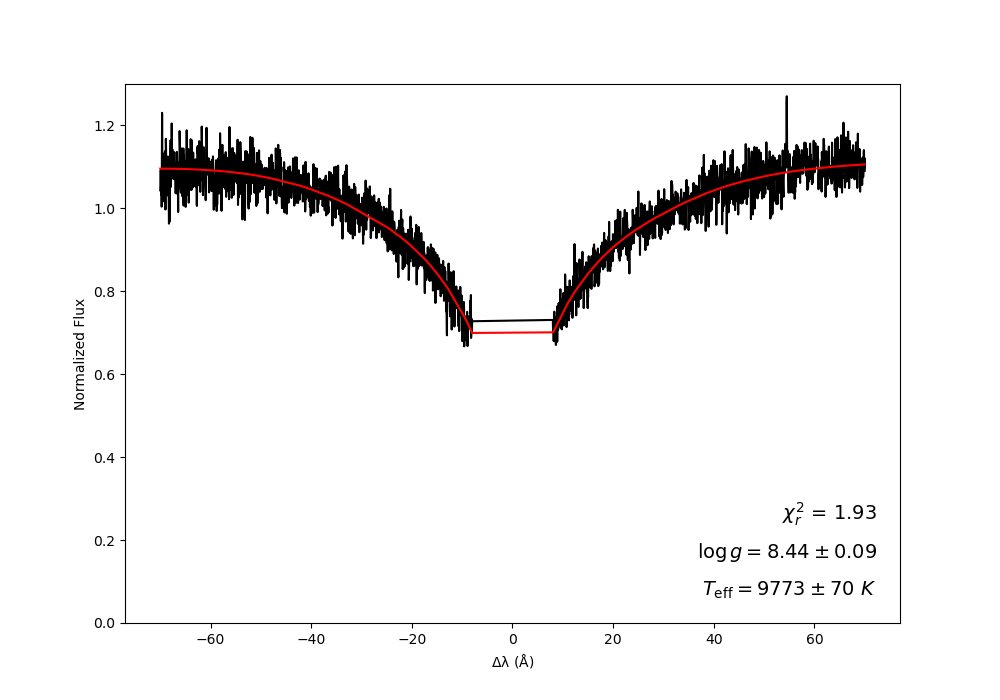 1.2
1.0
0.8
0.6
0.4
0.2
0.0
Normalized Flux
χ²ᵣ = 1.93
log g = 8.44 ± 0.09
T_eff = 9773 ± 70 K
−60 −40 −20 0 20 40 60
Δλ (Å)